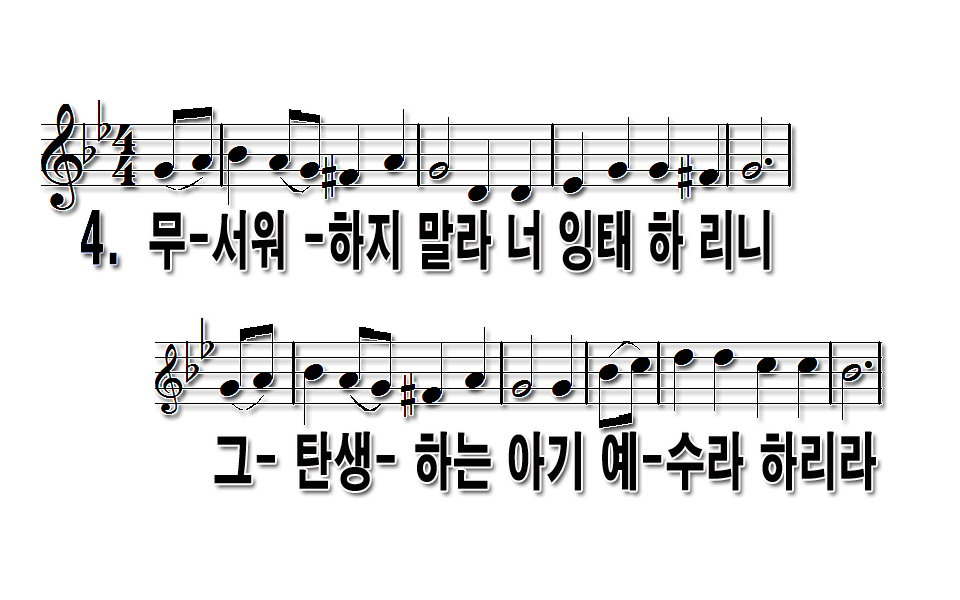 4. 무-서워 -하지 말라 너 잉태 하 리니
그- 탄생- 하는 아기 예-수라 하리라